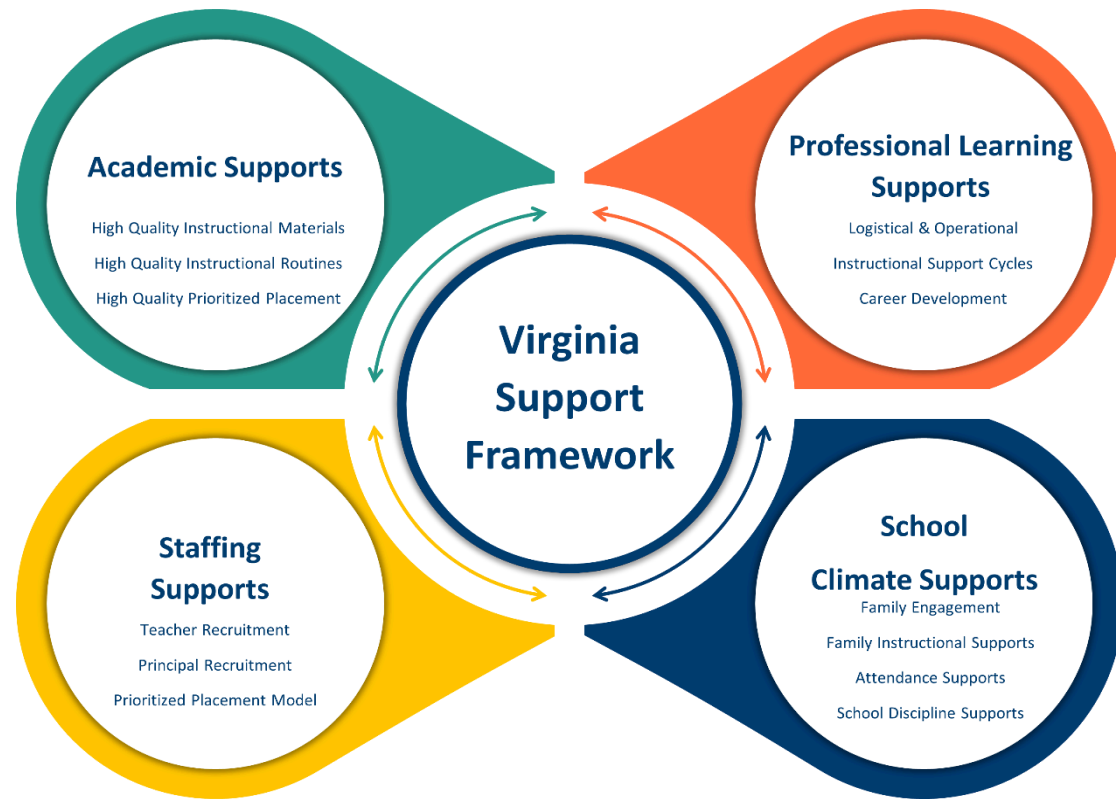 Academic Supports
High Quality Instructional Materials
High Quality Instructional Routines
High Quality Prioritized Placement
Professional Learning
Supports
Logistical & Operational
Instructional Support Cycles
Career Development
Virginia
Support
Framework
Staffing
Supports
Teacher Recruitment
Principal Recruitment
Prioritized Placement Model
School
Climate Supports
Family Engagement
Family Instructional Supports
Attendance Supports
School Discipline Supports